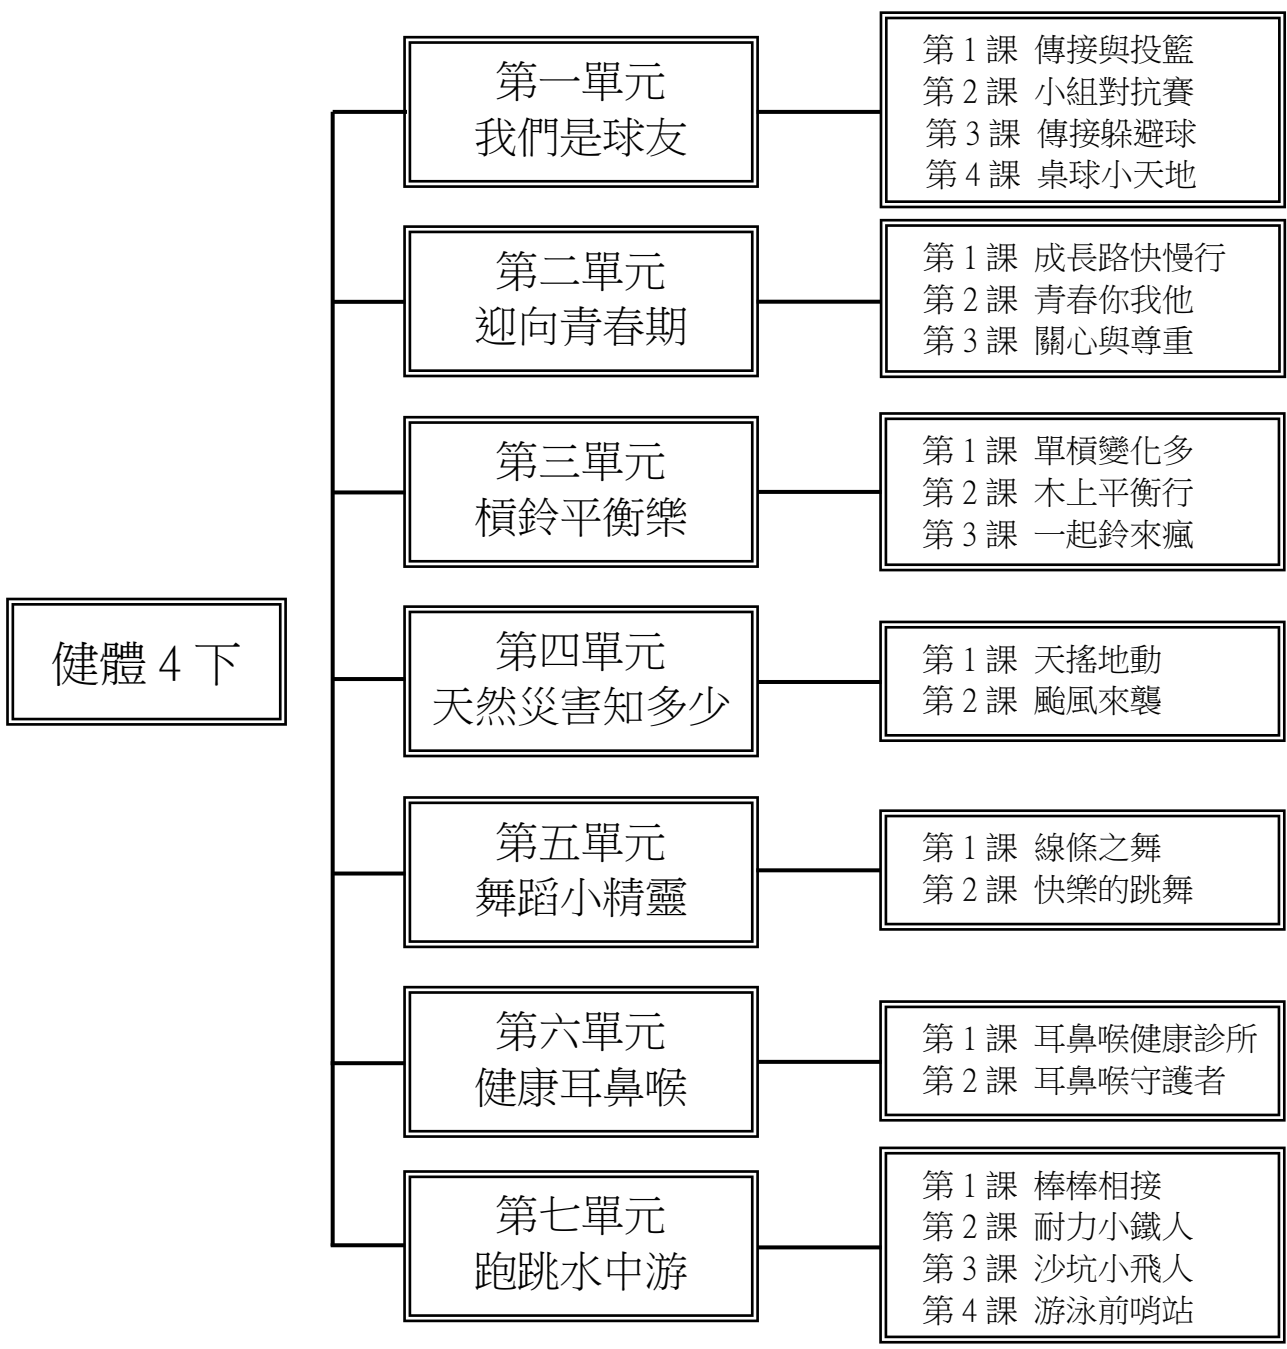 健體 4 下
第一單元
我們是球友
第 1 課 傳接與投籃
第 2 課 小組對抗賽
第 3 課 傳接躲避球
第 4 課 桌球小天地
第二單元
迎向青春期
第 1 課 成長路快慢行
第 2 課 青春你我他
第 3 課 關心與尊重
第三單元
槓鈴平衡樂
第 1 課 單槓變化多
第 2 課 木上平衡行
第 3 課 一起鈴來瘋
第四單元
天然災害知多少
第 1 課 天搖地動
第 2 課 颱風來襲
第五單元
舞蹈小精靈
第 1 課 線條之舞
第 2 課 快樂的跳舞
第六單元
健康耳鼻喉
第 1 課 耳鼻喉健康診所
第 2 課 耳鼻喉守護者
第七單元
跑跳水中游
第 1 課 棒棒相接
第 2 課 耐力小鐵人
第 3 課 沙坑小飛人
第 4 課 游泳前哨站